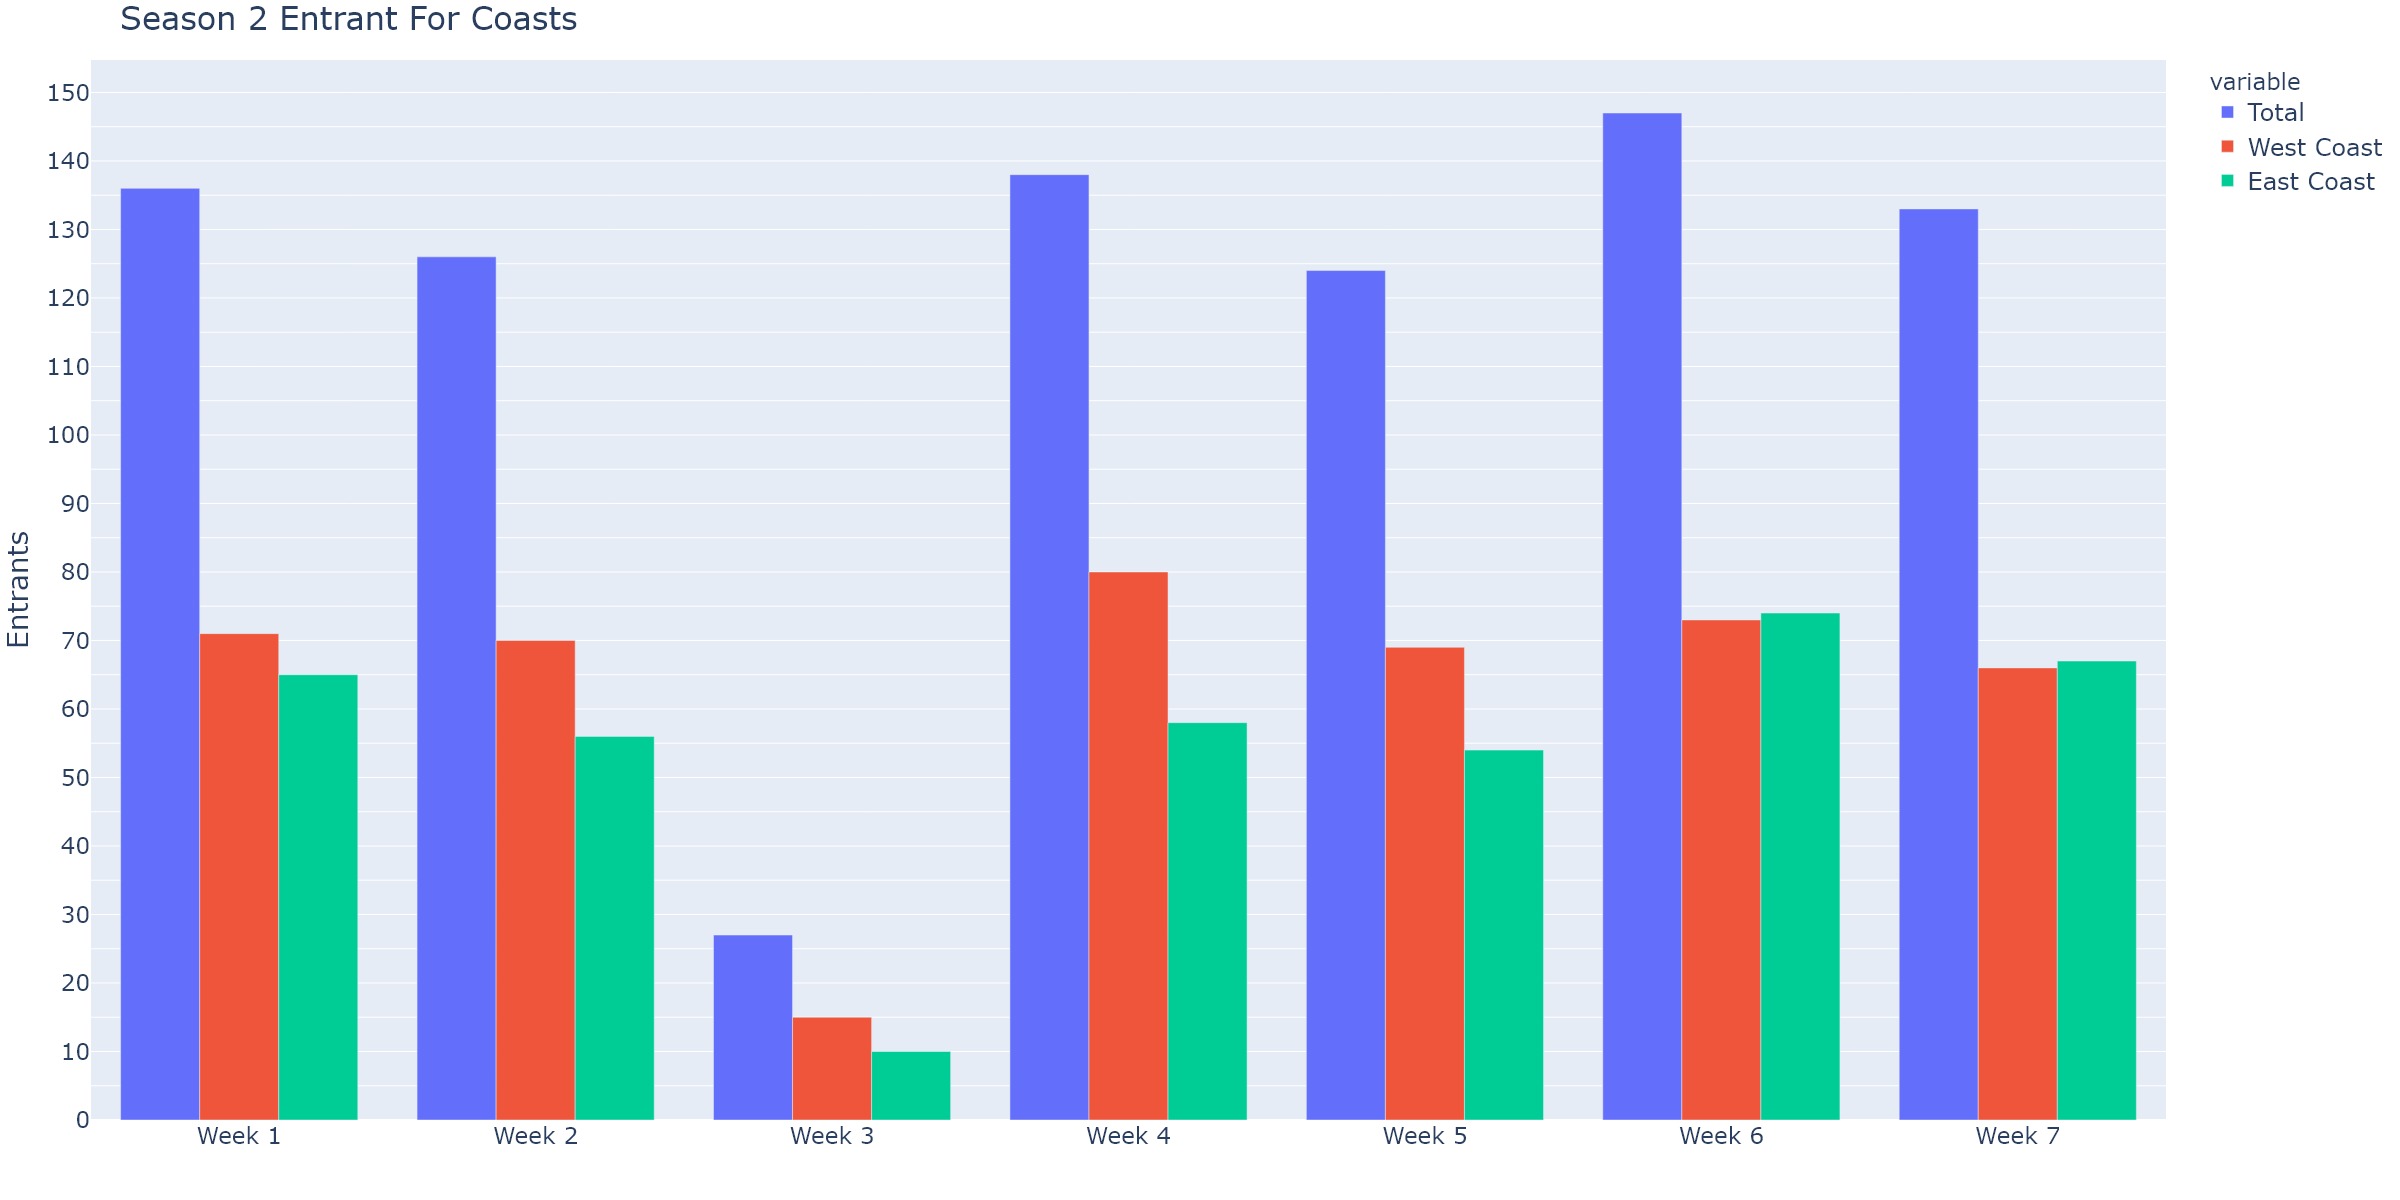 Season 2 Entrant For Coasts
Entrants
150
140
130
120
110
100
90
80
70
60
50
40
30
20
10
0
Week 1
Week 2
Week 3
Week 4
Week 5
Week 6
Week 7
variable
Total
West Coast
East Coast